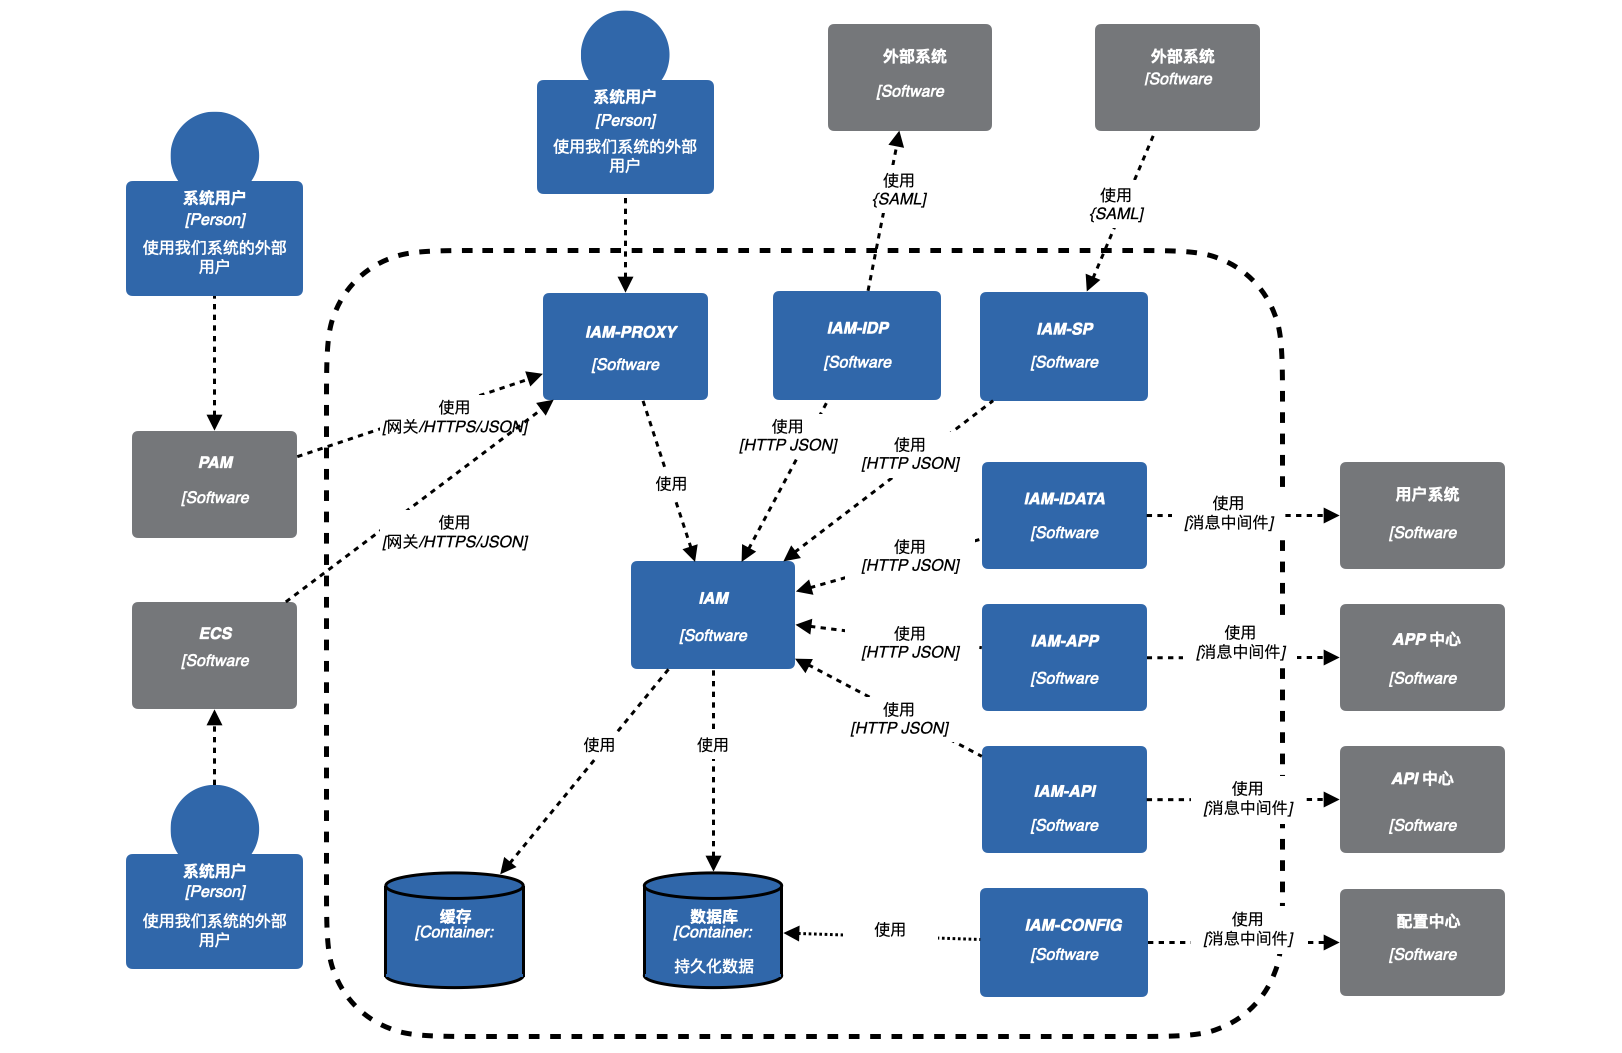 系统用户
[Person]
使用我们系统的外部
用户
外部系统
[Software
外部系统
[Software
系统用户
[Person]
使用我们系统的外部
用户
使用
{SAML]
使用
{SAML]
IAM-PROXY
[Software
IAM-IDP
[Software
IAM-SP
[Software
使用
[网关/HTTPS/JSON]
使用
[HTTP JSON]
使用
[HTTP JSON]
PAM
[Software
使用
IAM-IDATA
[Software
使用
[消息中间件]
用户系统
[Software
使用
[网关/HTTPS/JSON]
使用
[HTTP JSON]
IAM
[Software
ECS
[Software
使用
[HTTP JSON]
IAM-APP
[Software
使用
[消息中间件]
APP 中心
[Software
使用
[HTTP JSON]
使用
使用
IAM-API
[Software
使用
[消息中间件]
API 中心
[Software
系统用户
[Person]
使用我们系统的外部
用户
缓存
[Container:
数据库
[Container:
持久化数据
使用
IAM-CONFIG
[Software
使用
[消息中间件]
配置中心
[Software